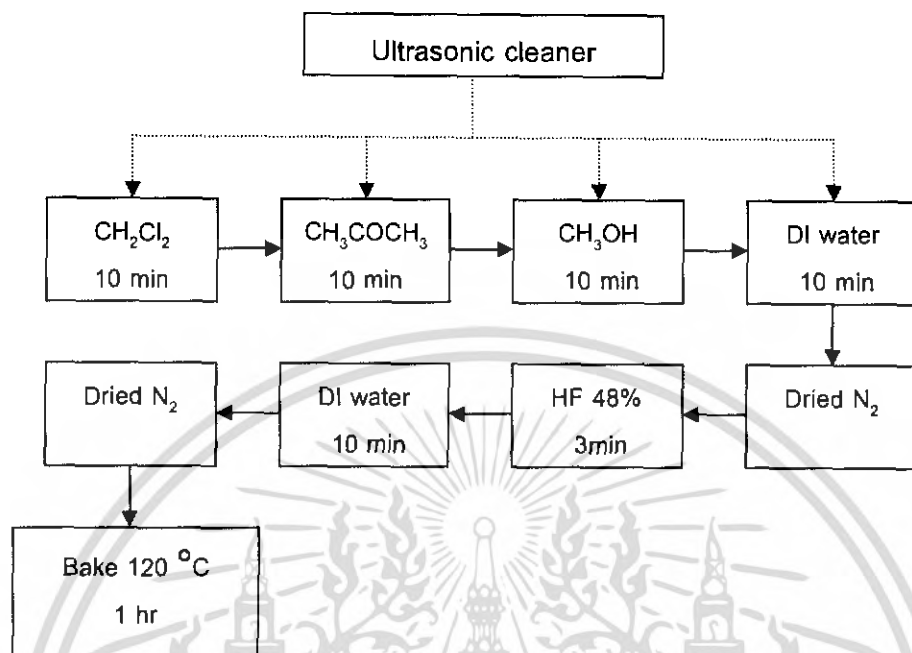 Ultrasonic cleaner
CH₂Cl₂
10 min
CH₃COCH₃
10 min
CH₃OH
10 min
DI water
10 min
Dried N₂
HF 48%
3min
DI water
10 min
Dried N₂
Bake 120 °C
1 hr